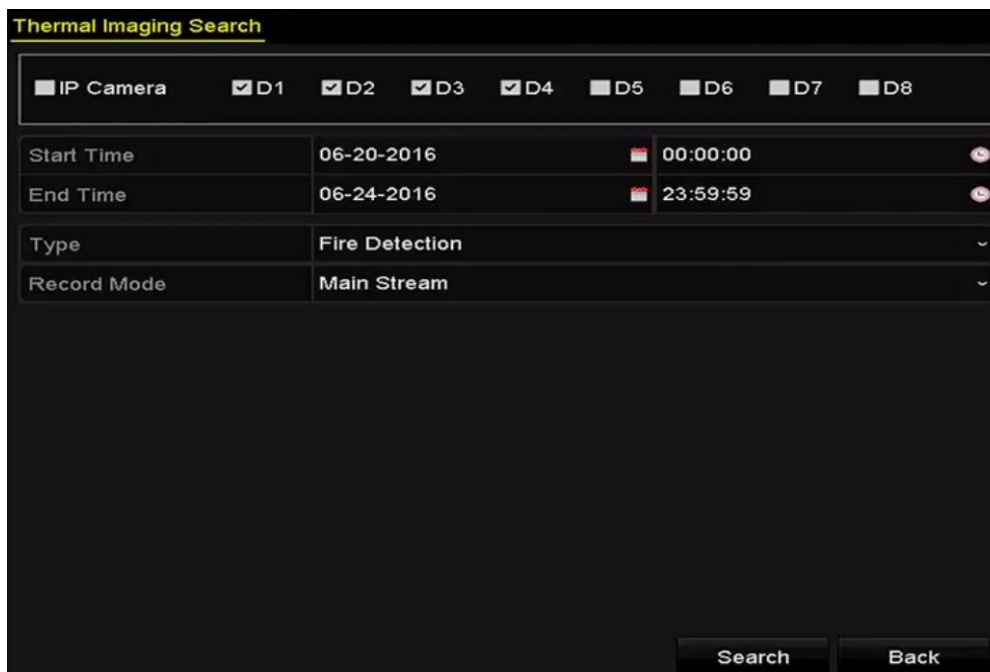 Thermal Imaging Search
IP Camera D1 D2 D3 D4 D5 D6 D7 D8
Start Time 06-20-2016 00:00:00
End Time 06-24-2016 23:59:59
Type Fire Detection
Record Mode Main Stream
Search Back